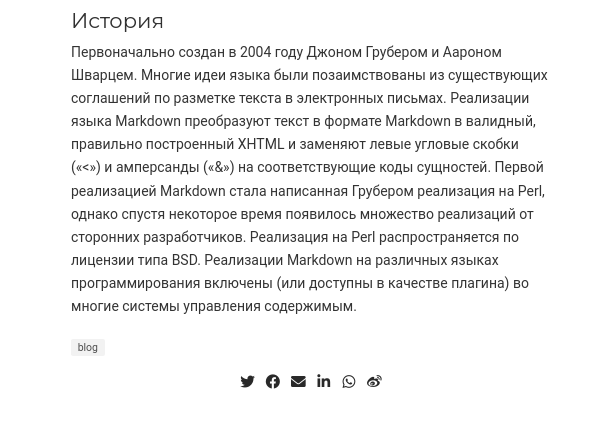 История
Первоначально создан в 2004 году Джоном Грубером и Аароном
Шварцем. Многие идеи языка были позаимствованы из существующих
соглашений по разметке текста в электронных письмах. Реализации
языка Markdown преобразуют текст в формате Markdown в валидный,
правильно построенный XHTML и заменяют левые угловые скобки
(«<») и амперсанды («&») на соответствующие коды сущностей. Первой
реализацией Markdown стала написанная Грубером реализация на Perl,
однако спустя некоторое время появилось множество реализаций от
сторонних разработчиков. Реализация на Perl распространяется по
лицензии типа BSD. Реализации Markdown на различных языках
программирования включены (или доступны в качестве плагина) во
многие системы управления содержимым.
blog